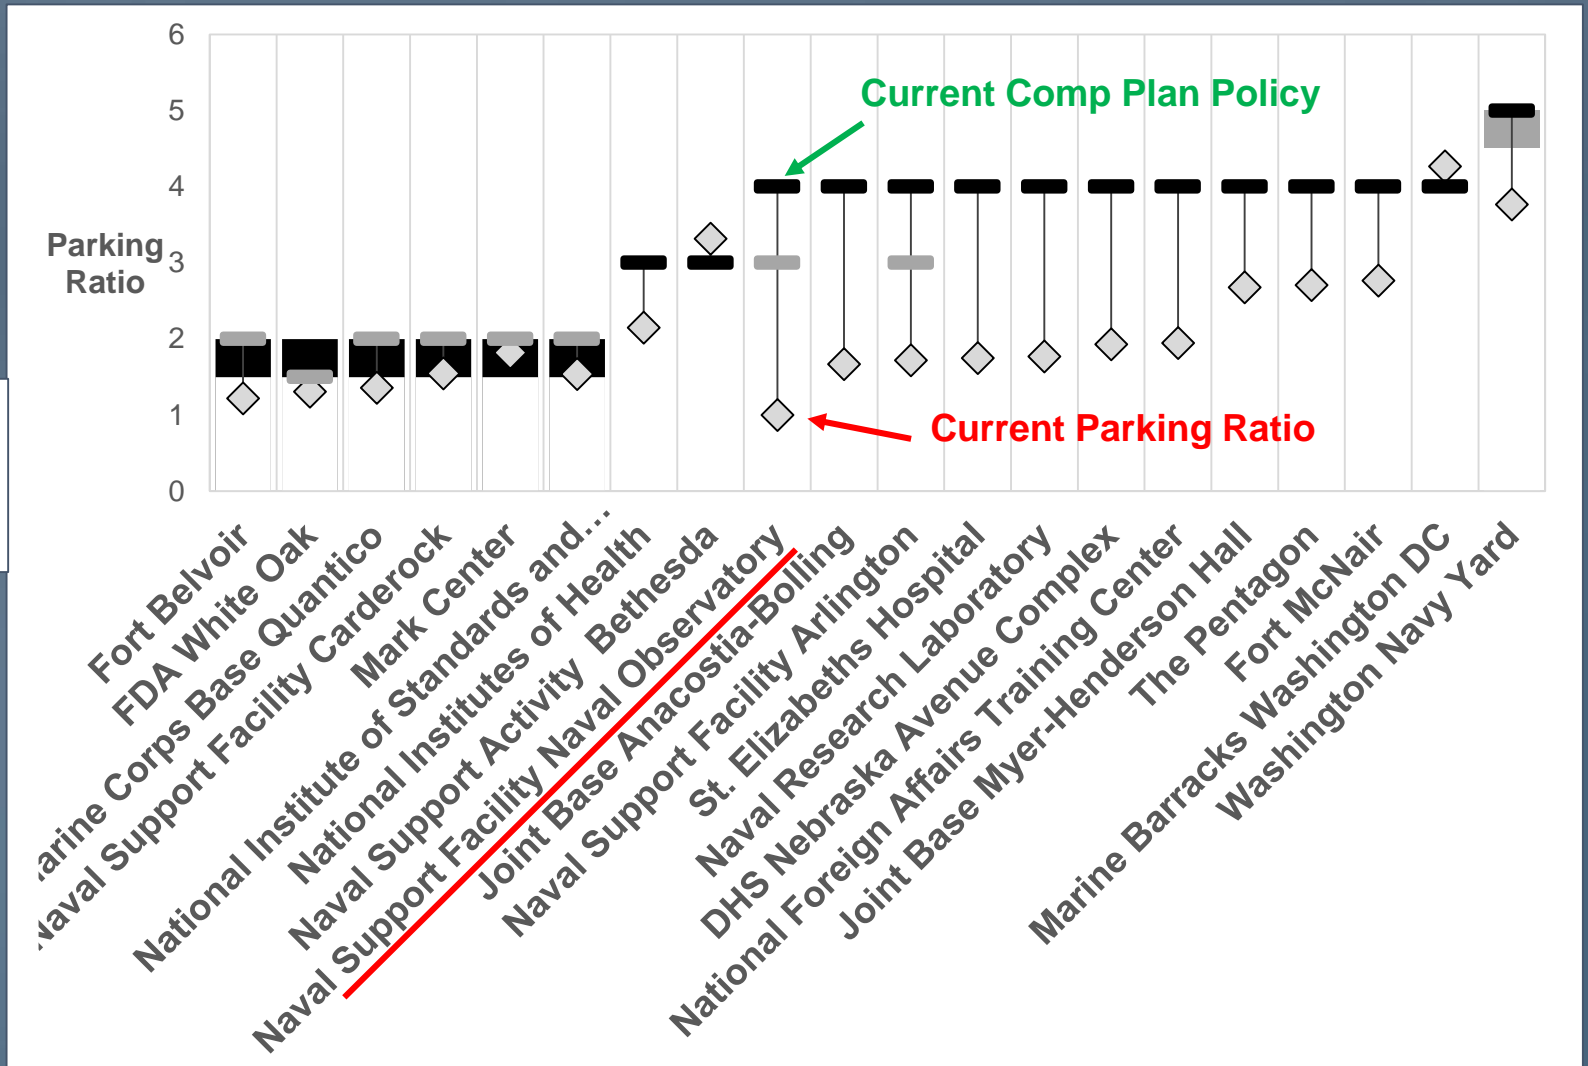 6
5
4
3
2
1
0
Parking
Ratio
Current Comp Plan Policy
Current Parking Ratio
Fort Belvoir
FDA White Oak
arine Corps Base Quantico
Naval Support Facility Carderock
Mark Center
National Institute of Standards and…
National Institutes of Health
Naval Support Activity Bethesda
Naval Support Facility Naval Observatory
Joint Base Anacostia-Bolling
Naval Support Facility Arlington
St. Elizabeths Hospital
Naval Research Laboratory
DHS Nebraska Avenue Complex
National Foreign Affairs Training Center
Joint Base Myer-Henderson Hall
The Pentagon
Fort McNair
Marine Barracks Washington DC
Washington Navy Yard